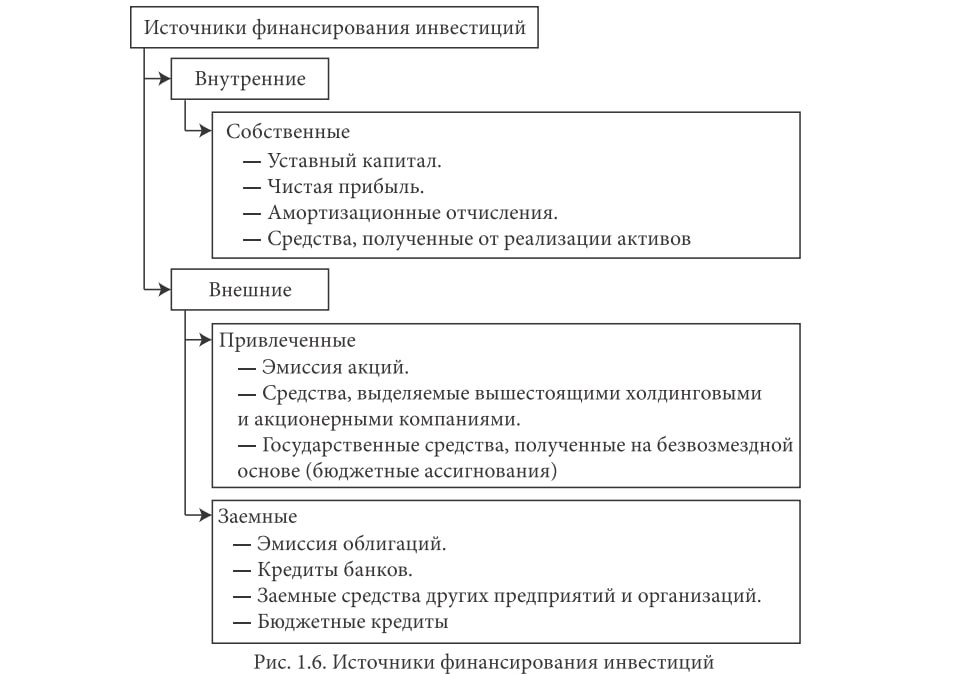 Источники финансирования инвестиций
Внутренние
Собственные
— Уставный капитал.
— Чистая прибыль.
— Амортизационные отчисления.
— Средства, полученные от реализации активов
Внешние
Привлеченные
— Эмиссия акций.
— Средства, выделяемые вышестоящими холдинговыми
и акционерными компаниями.
— Государственные средства, полученные на безвозмездной
основе (бюджетные ассигнования)
Заемные
— Эмиссия облигаций.
— Кредиты банков.
— Заемные средства других предприятий и организаций.
— Бюджетные кредиты
Рис. 1.6. Источники финансирования инвестиций